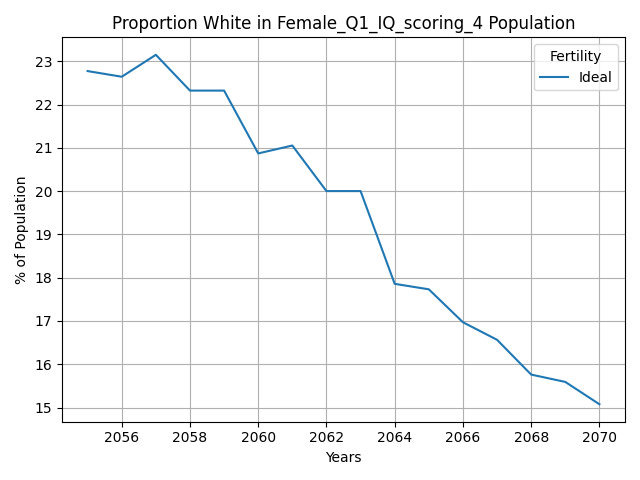 Proportion White in Female_Q1_IQ_scoring_4 Population
Fertility
Ideal
23
22
21
20
19
18
17
16
15
% of Population
2056 2058 2060 2062 2064 2066 2068 2070
Years